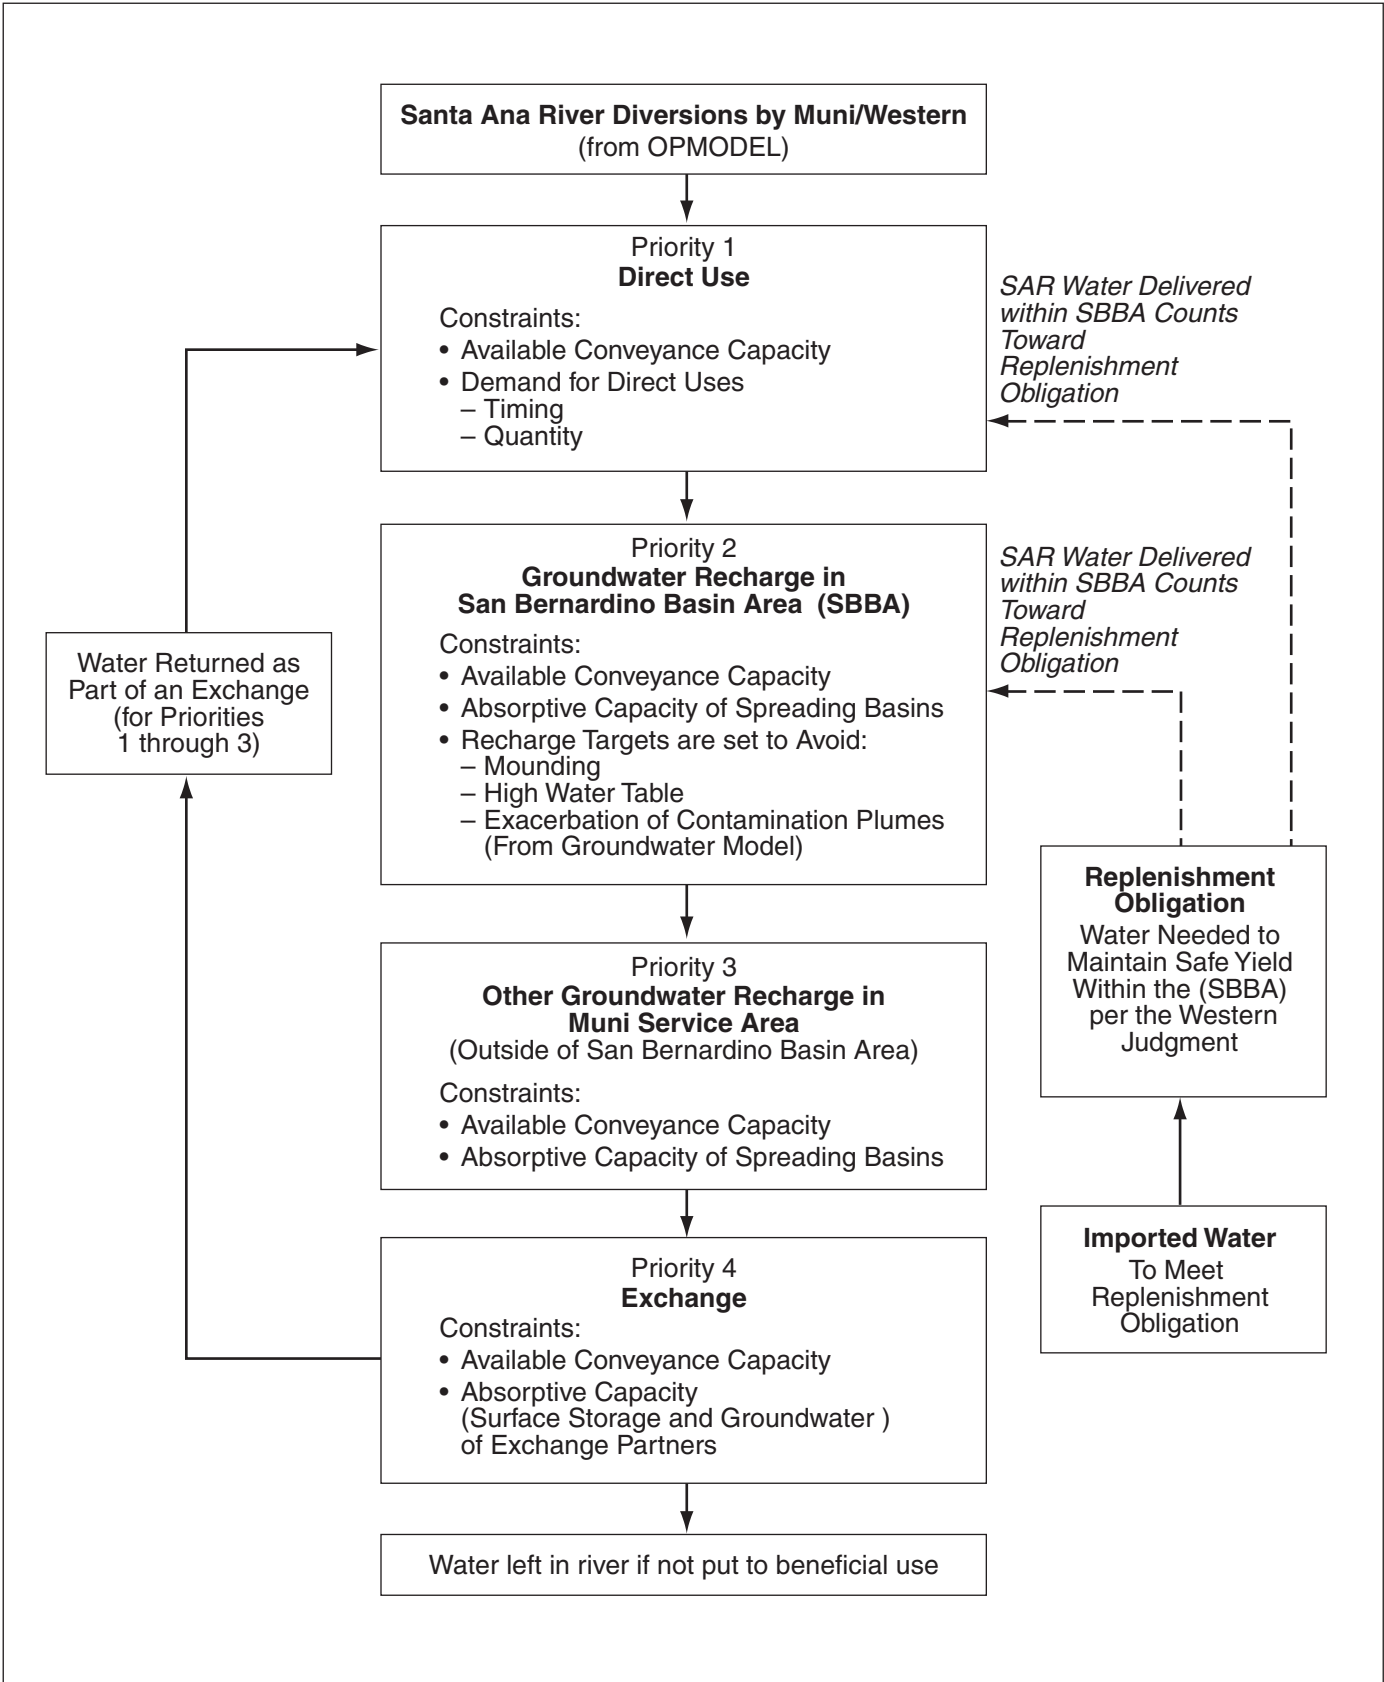 Santa Ana River Diversions by Muni/Western
(from OPMODEL)
Priority 1
Direct Use
Constraints:
• Available Conveyance Capacity
• Demand for Direct Uses
– Timing
– Quantity
SAR Water Delivered
within SBBA Counts
Toward
Replenishment
Obligation
Priority 2
Groundwater Recharge in
San Bernardino Basin Area (SBBA)
Constraints:
• Available Conveyance Capacity
• Absorptive Capacity of Spreading Basins
• Recharge Targets are set to Avoid:
– Mounding
– High Water Table
– Exacerbation of Contamination Plumes
(From Groundwater Model)
SAR Water Delivered
within SBBA Counts
Toward
Replenishment
Obligation
Water Returned as
Part of an Exchange
(for Priorities
1 through 3)
Replenishment
Obligation
Water Needed to
Maintain Safe Yield
Within the (SBBA)
per the Western
Judgment
Priority 3
Other Groundwater Recharge in
Muni Service Area
(Outside of San Bernardino Basin Area)
Constraints:
• Available Conveyance Capacity
• Absorptive Capacity of Spreading Basins
Imported Water
To Meet
Replenishment
Obligation
Priority 4
Exchange
Constraints:
• Available Conveyance Capacity
• Absorptive Capacity
(Surface Storage and Groundwater )
of Exchange Partners
Water left in river if not put to beneficial use